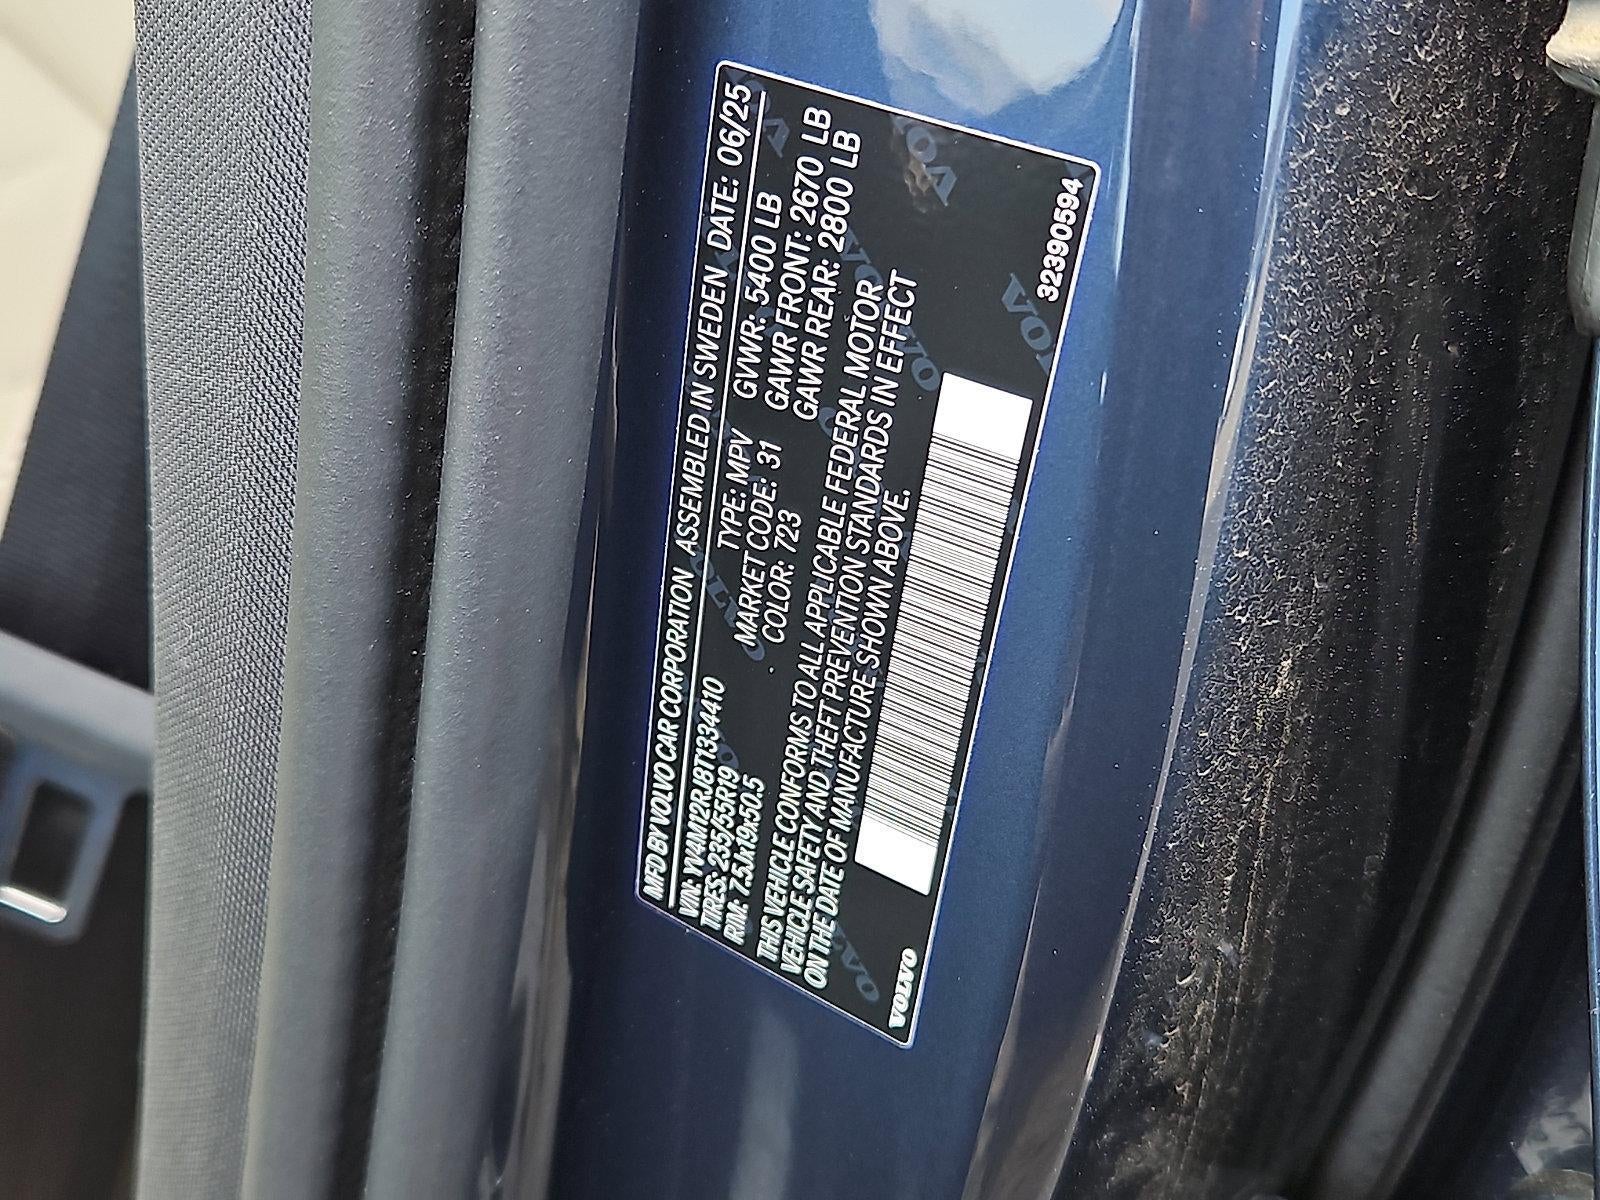 MFD BY VOLVO CAR CORPORATION ASSEMBLED IN SWEDEN DATE: 06/25
VIN: YV4M12RJ8T1334410 TYPE: MPV GVWR: 5400 LB
TIRES: 235/55R19 MARKET CODE: 31 GAWR FRONT: 2670 LB
RIM: 7.5Jx19x50.5 COLOR: 723 GAWR REAR: 2800 LB
THIS VEHICLE CONFORMS TO ALL APPLICABLE FEDERAL MOTOR
VEHICLE SAFETY AND THEFT PREVENTION STANDARDS IN EFFECT
ON THE DATE OF MANUFACTURE SHOWN ABOVE.
VOLVO
32390594